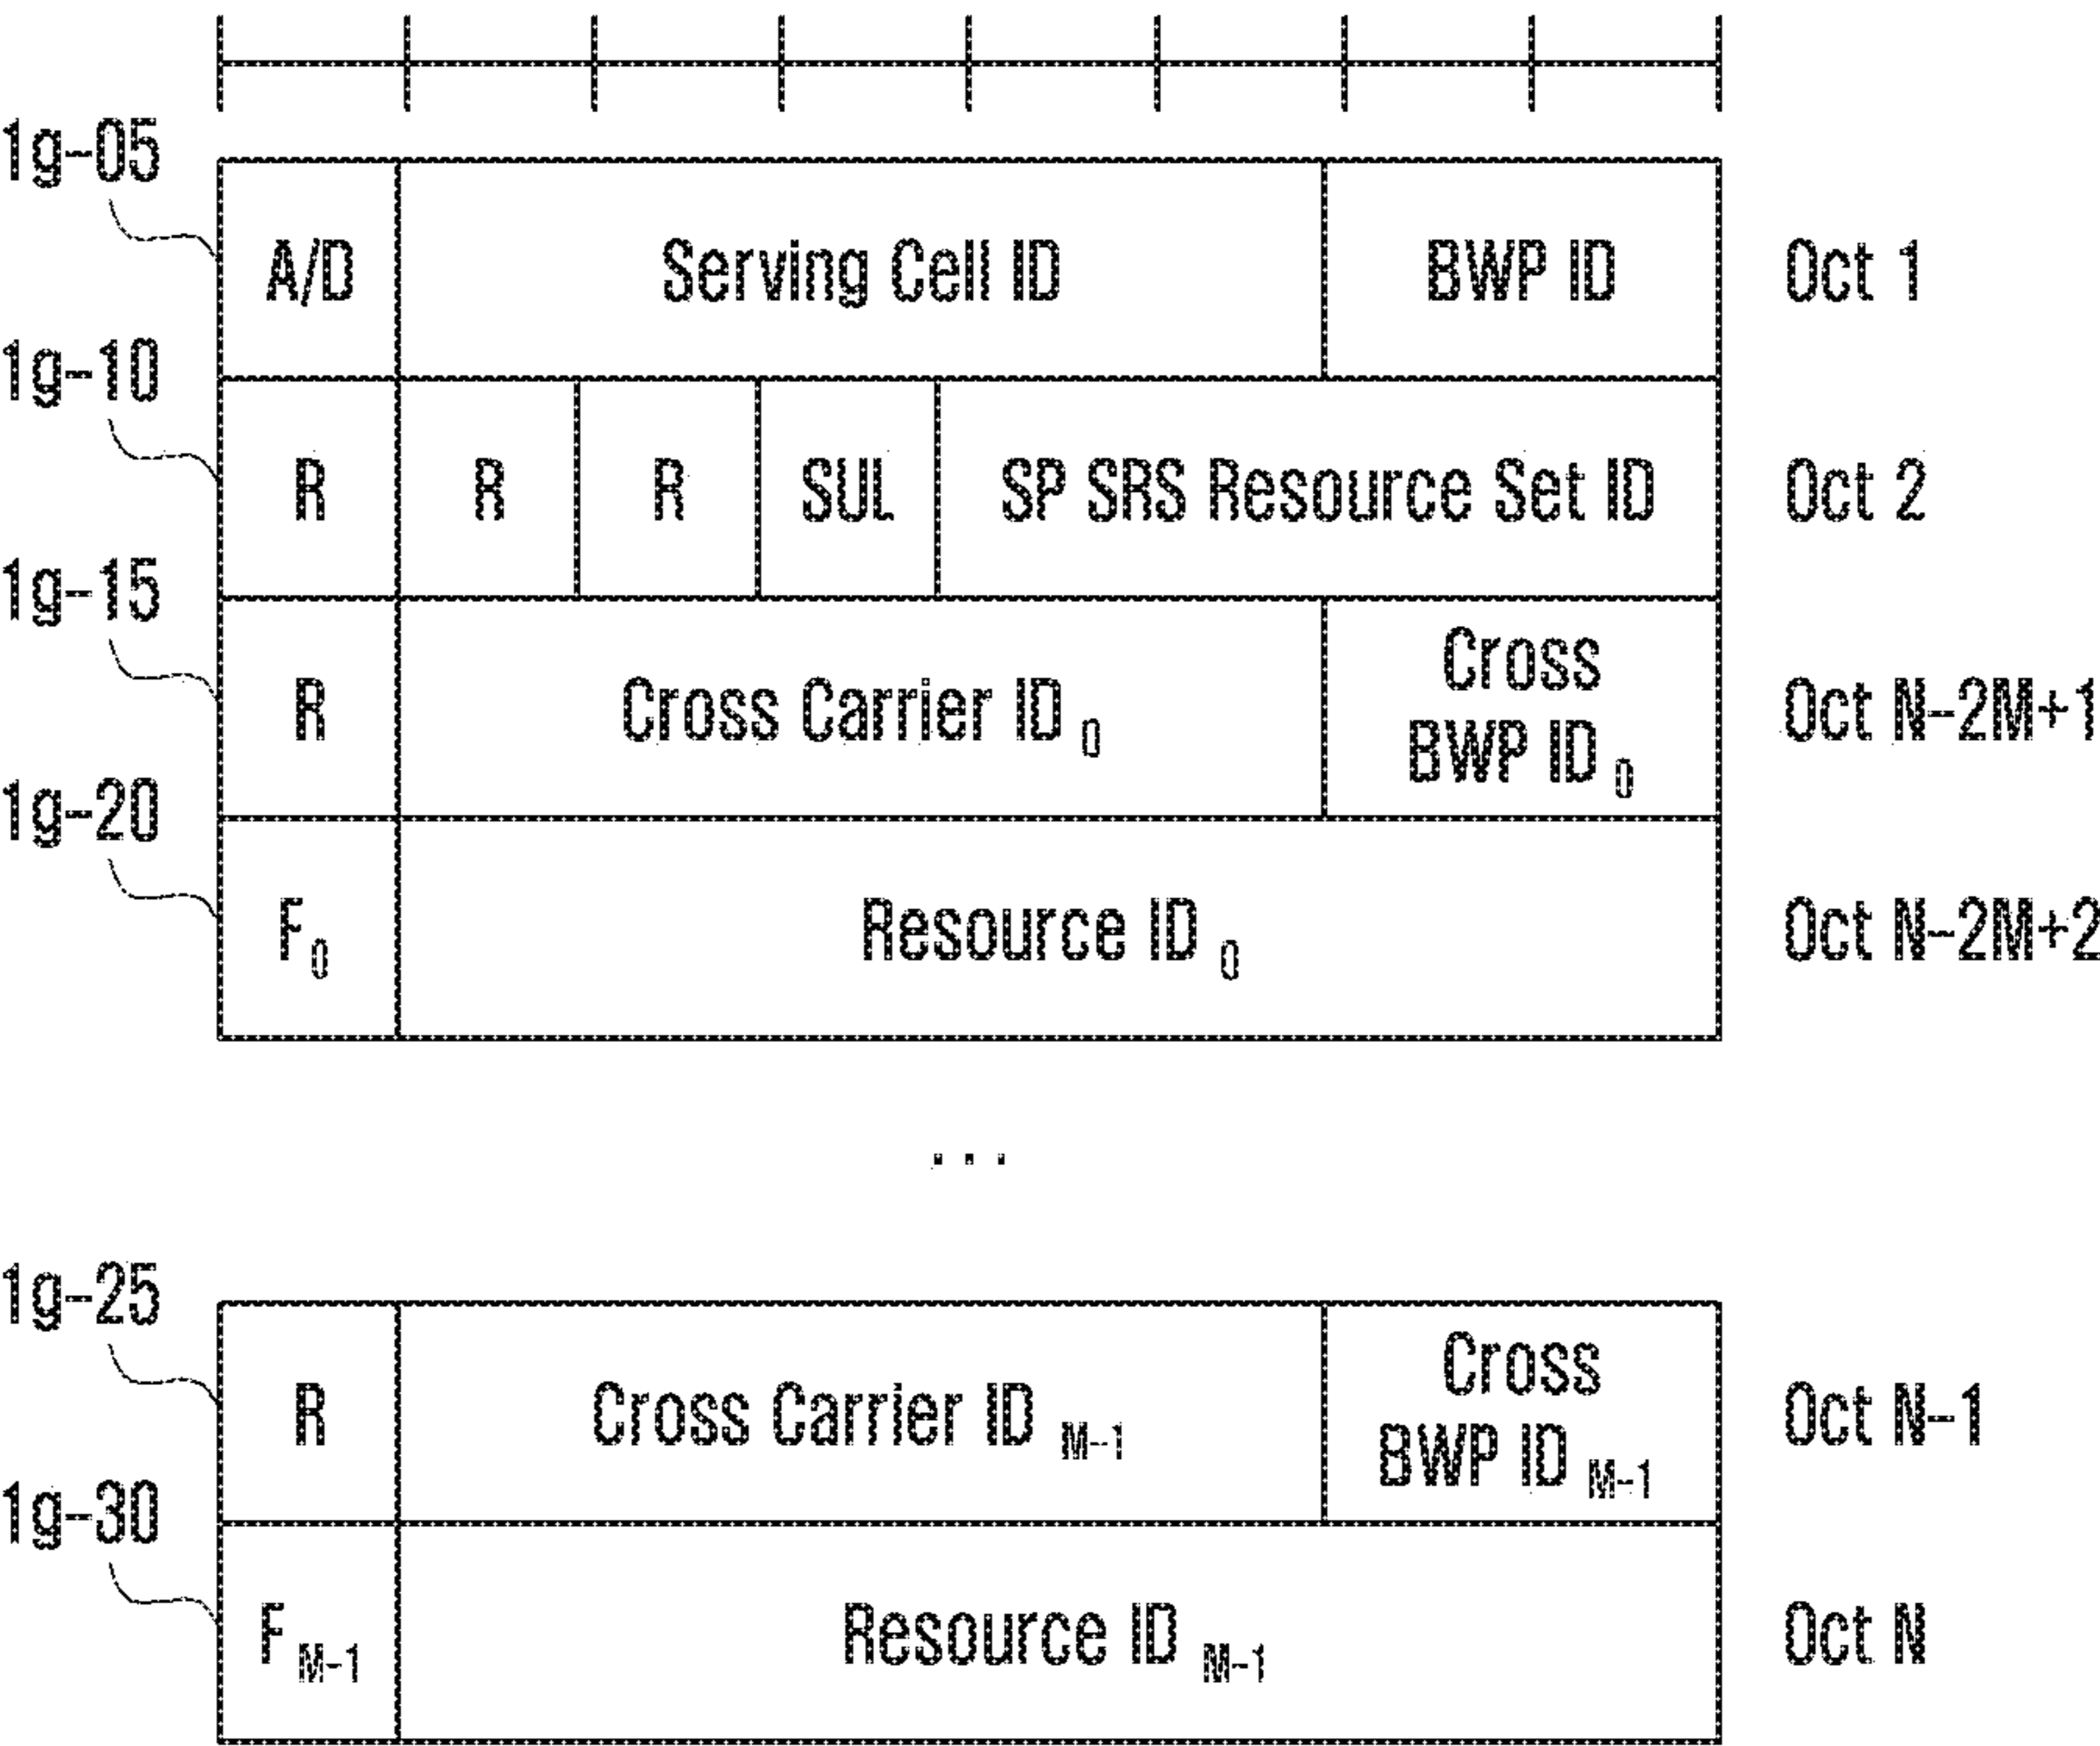 1g-05
A/D Serving Cell ID BWP ID Oct 1
1g-10
R R R SUL SP SRS Resource Set ID Oct 2
1g-15
R Cross Carrier ID 0 Cross BWP ID 0 Oct N-2M+1
1g-20
F0 Resource ID 0 Oct N-2M+2
...
1g-25
R Cross Carrier ID M-1 Cross BWP ID M-1 Oct N-1
1g-30
F M-1 Resource ID M-1 Oct N